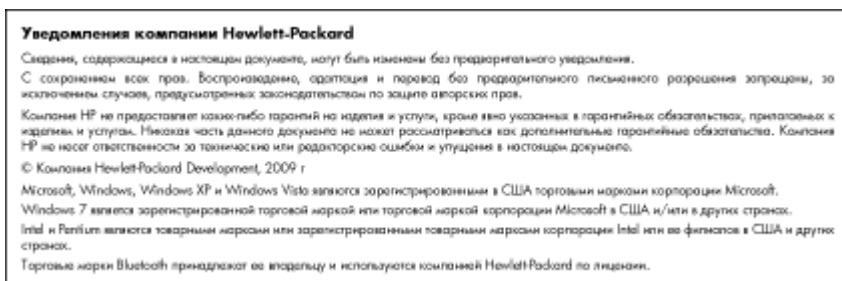 Уведомления компании Hewlett-Packard
Сведения, содержащиеся в настоящем документе, могут быть изменены без предварительного уведомления.
С сохранением всех прав. Воспроизведение, адаптация и перевод без предварительного письменного разрешения запрещены, за
исключением случаев, предусмотренных законодательством по защите авторских прав.
Компания HP не предоставляет каких-либо гарантий на изделия и услуги, кроме явно указанных в гарантийных обязательствах, прилагаемых к
изделиям и услугам. Никакая часть данного документа не может рассматриваться как дополнительные гарантийные обязательства. Компания
HP не несет ответственности за технические или редакторские ошибки и упущения в настоящем документе.
© Компания Hewlett-Packard Development, 2009 г
Microsoft, Windows, Windows XP и Windows Vista являются зарегистрированными в США торговыми марками корпорации Microsoft.
Windows 7 является зарегистрированной торговой маркой или торговой маркой корпорации Microsoft в США и/или в других странах.
Intel и Pentium являются товарными марками или зарегистрированными товарными марками корпорации Intel или ее филиалов в США и других
странах.
Торговые марки Bluetooth принадлежат ее владельцу и используются компанией Hewlett-Packard по лицензии.